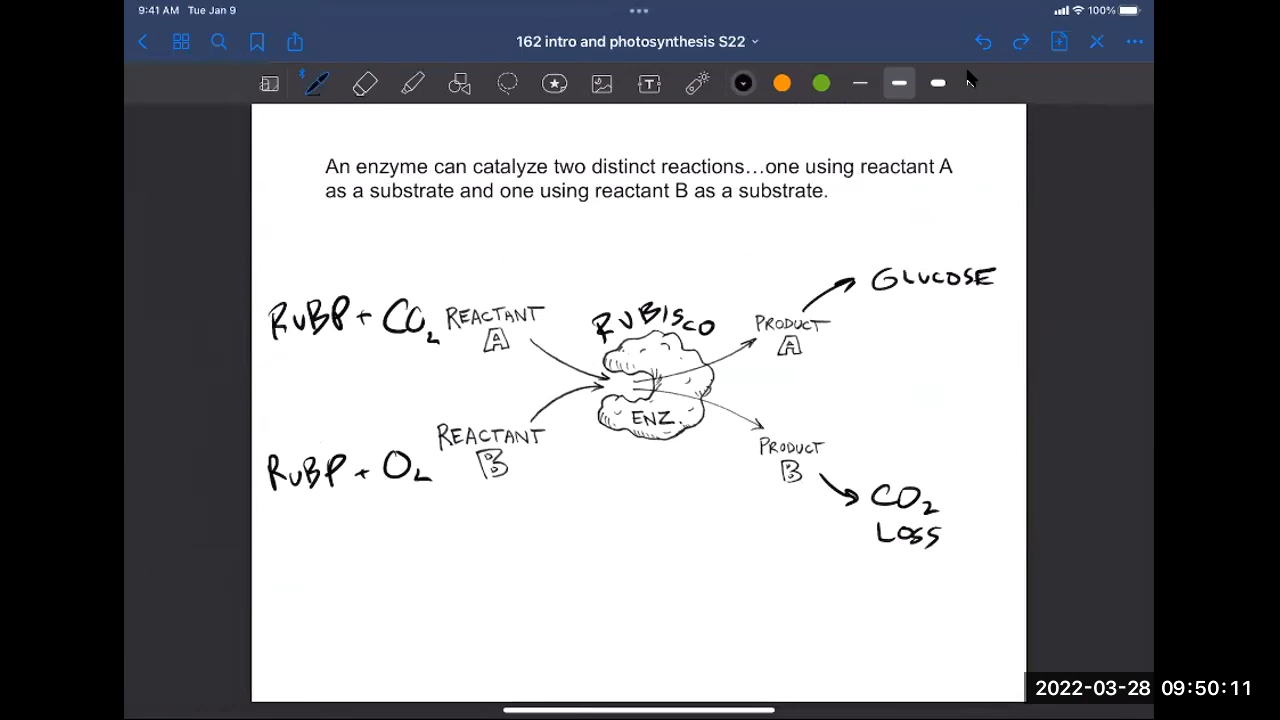 9:41 AM Tue Jan 9
100%
162 intro and photosynthesis S22
T
An enzyme can catalyze two distinct reactions...one using reactant A
as a substrate and one using reactant B as a substrate.
GLUCOSE
RuBP + CO2
REACTANT
A
RUBISCO
PRODUCT
A
ENZ.
REACTANT
B
RuBP + O2
PRODUCT
B
CO2
LOSS
2022-03-28 09:50:11